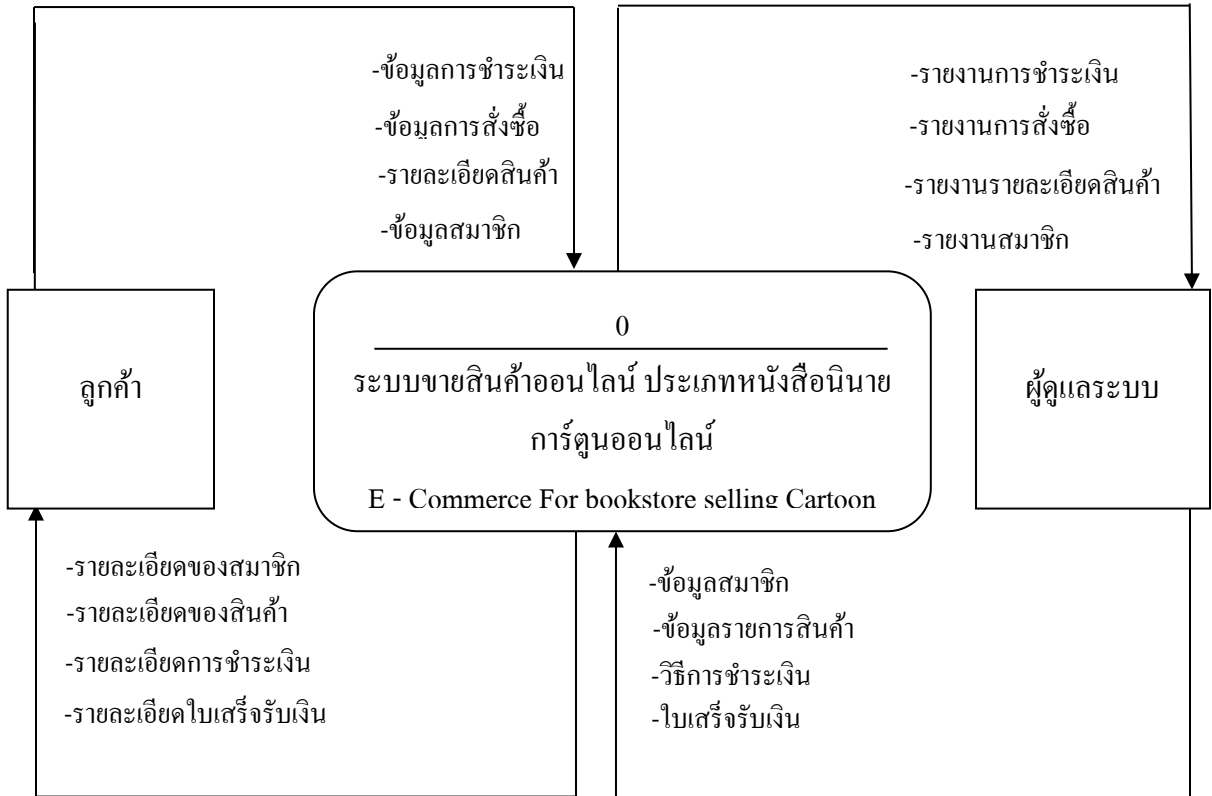 -ข้อมูลการชำระเงิน
-ข้อมูลการสั่งซื้อ
-รายละเอียดสินค้า
-ข้อมูลสมาชิก
-รายงานการชำระเงิน
-รายงานการสั่งซื้อ
-รายงานรายละเอียดสินค้า
-รายงานสมาชิก
ลูกค้า
0
ระบบขายสินค้าออนไลน์ ประเภทหนังสือนินาย
การ์ตูนออนไลน์
E - Commerce For bookstore selling Cartoon
ผู้ดูแลระบบ
-รายละเอียดของสมาชิก
-รายละเอียดของสินค้า
-รายละเอียดการชำระเงิน
-รายละเอียดใบเสร็จรับเงิน
-ข้อมูลสมาชิก
-ข้อมูลรายการสินค้า
-วิธีการชำระเงิน
-ใบเสร็จรับเงิน